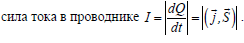 сила тока в проводнике I = |dQ/dt| = |(j⃗, S⃗)|